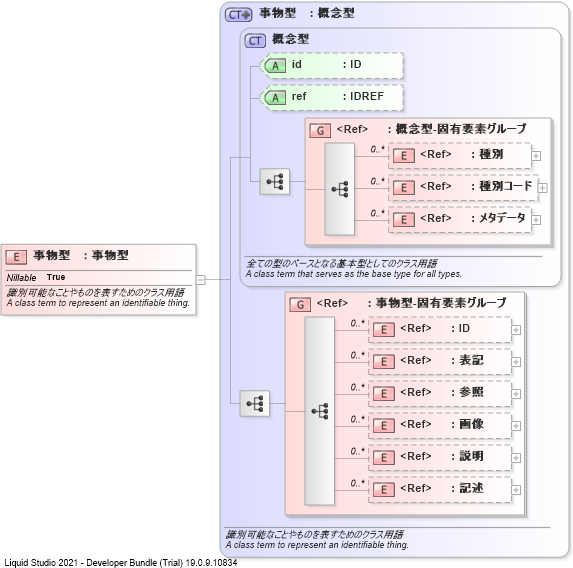 CT 事物型 : 概念型
CT 概念型
A id : ID
A ref : IDREF
G <Ref> : 概念型-固有要素グループ
0..*
E <Ref> : 種別
0..*
E <Ref> : 種別コード
0..*
E <Ref> : メタデータ
全ての型のベースとなる基本型としてのクラス用語
A class term that serves as the base type for all types.
E 事物型 : 事物型
Nillable True
識別可能なことやものを表すためのクラス用語
A class term to represent an identifiable thing.
G <Ref> : 事物型-固有要素グループ
0..*
E <Ref> : ID
0..*
E <Ref> : 表記
0..*
E <Ref> : 参照
0..*
E <Ref> : 画像
0..*
E <Ref> : 説明
0..*
E <Ref> : 記述
識別可能なことやものを表すためのクラス用語
A class term to represent an identifiable thing.
Liquid Studio 2021 - Developer Bundle (Trial) 19.0.9.10834